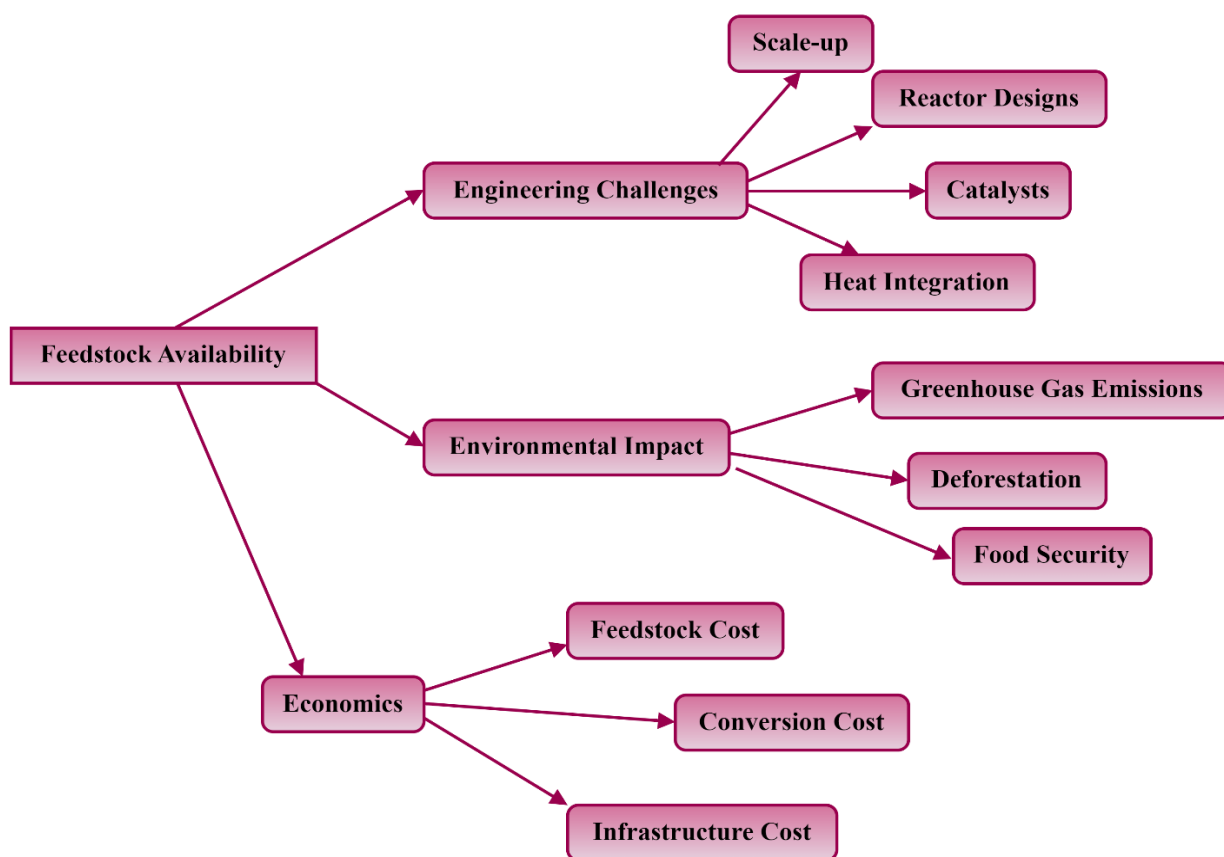 Scale-up
Reactor Designs
Engineering Challenges
Catalysts
Heat Integration
Feedstock Availability
Greenhouse Gas Emissions
Environmental Impact
Deforestation
Food Security
Feedstock Cost
Economics
Conversion Cost
Infrastructure Cost